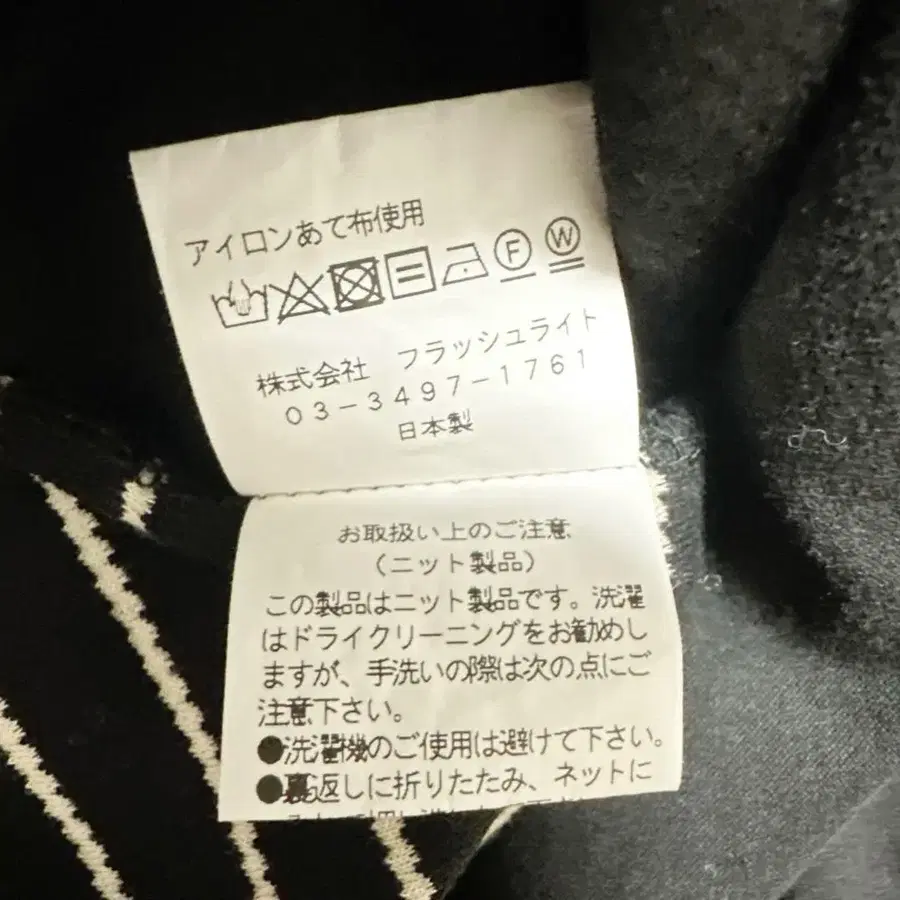 アイロンあて布使用
F W
株式会社 フラッシュライト
03-3497-1761
日本製
お取扱い上のご注意
(ニット製品)
この製品はニット製品です。洗濯
はドライクリーニングをお勧めし
ますが、手洗いの際は次の点にご
注意下さい。
●洗濯機のご使用は避けて下さい。
●裏返しに折りたたみ、ネットに